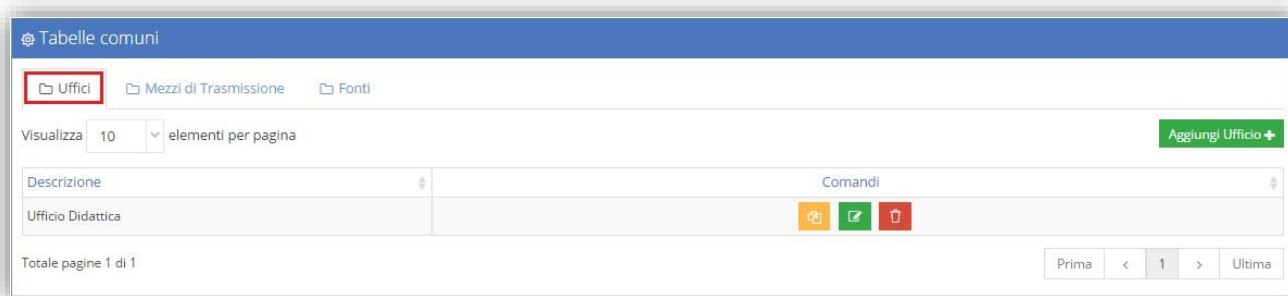 Tabelle comuni
Uffici Mezzi di Trasmissione Fonti
Visualizza 10 elementi per pagina Aggiungi Ufficio
Descrizione Comandi
Ufficio Didattica
Totale pagine 1 di 1 Prima < 1 > Ultima